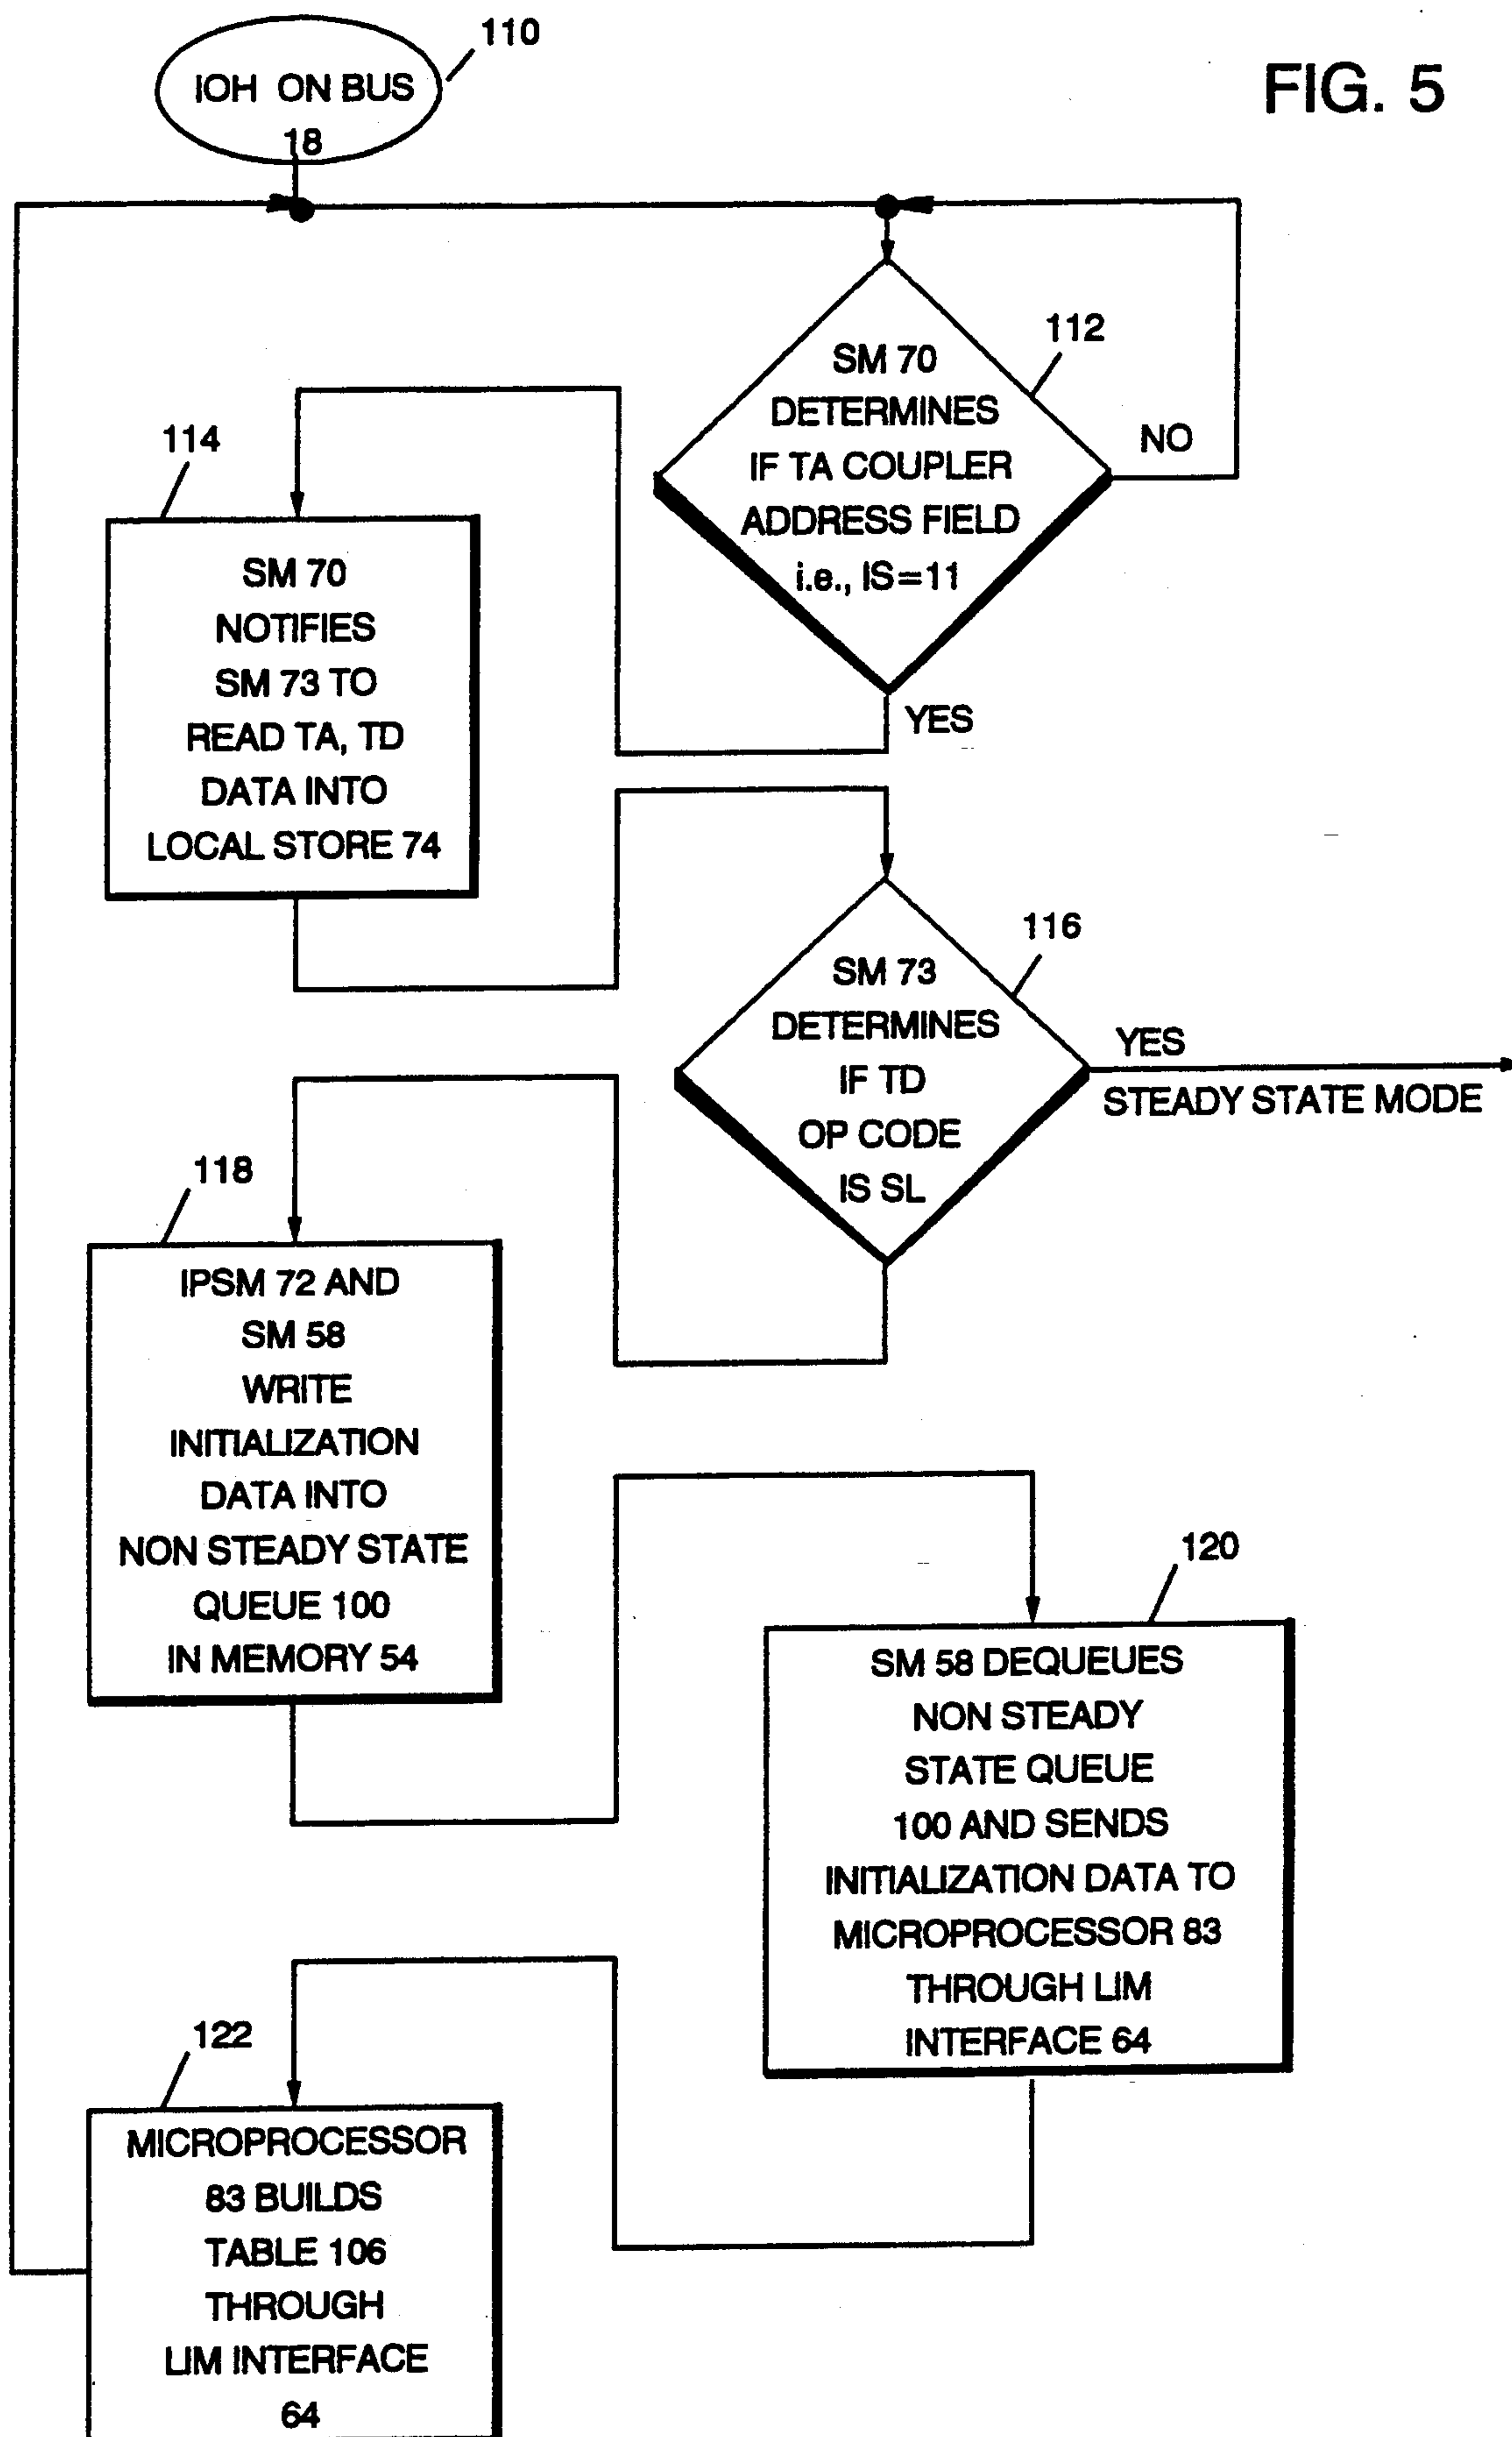 FIG. 5
110
IOH ON BUS
18
112
SM 70
DETERMINES
IF TA COUPLER
ADDRESS FIELD
i.e., IS=11
NO
YES
114
SM 70
NOTIFIES
SM 73 TO
READ TA, TD
DATA INTO
LOCAL STORE 74
116
SM 73
DETERMINES
IF TD
OP CODE
IS SL
YES
STEADY STATE MODE
118
IPSM 72 AND
SM 58
WRITE
INITIALIZATION
DATA INTO
NON STEADY STATE
QUEUE 100
IN MEMORY 54
120
SM 58 DEQUEUES
NON STEADY
STATE QUEUE
100 AND SENDS
INITIALIZATION DATA TO
MICROPROCESSOR 83
THROUGH LIM
INTERFACE 64
122
MICROPROCESSOR
83 BUILDS
TABLE 106
THROUGH
LIM INTERFACE
64